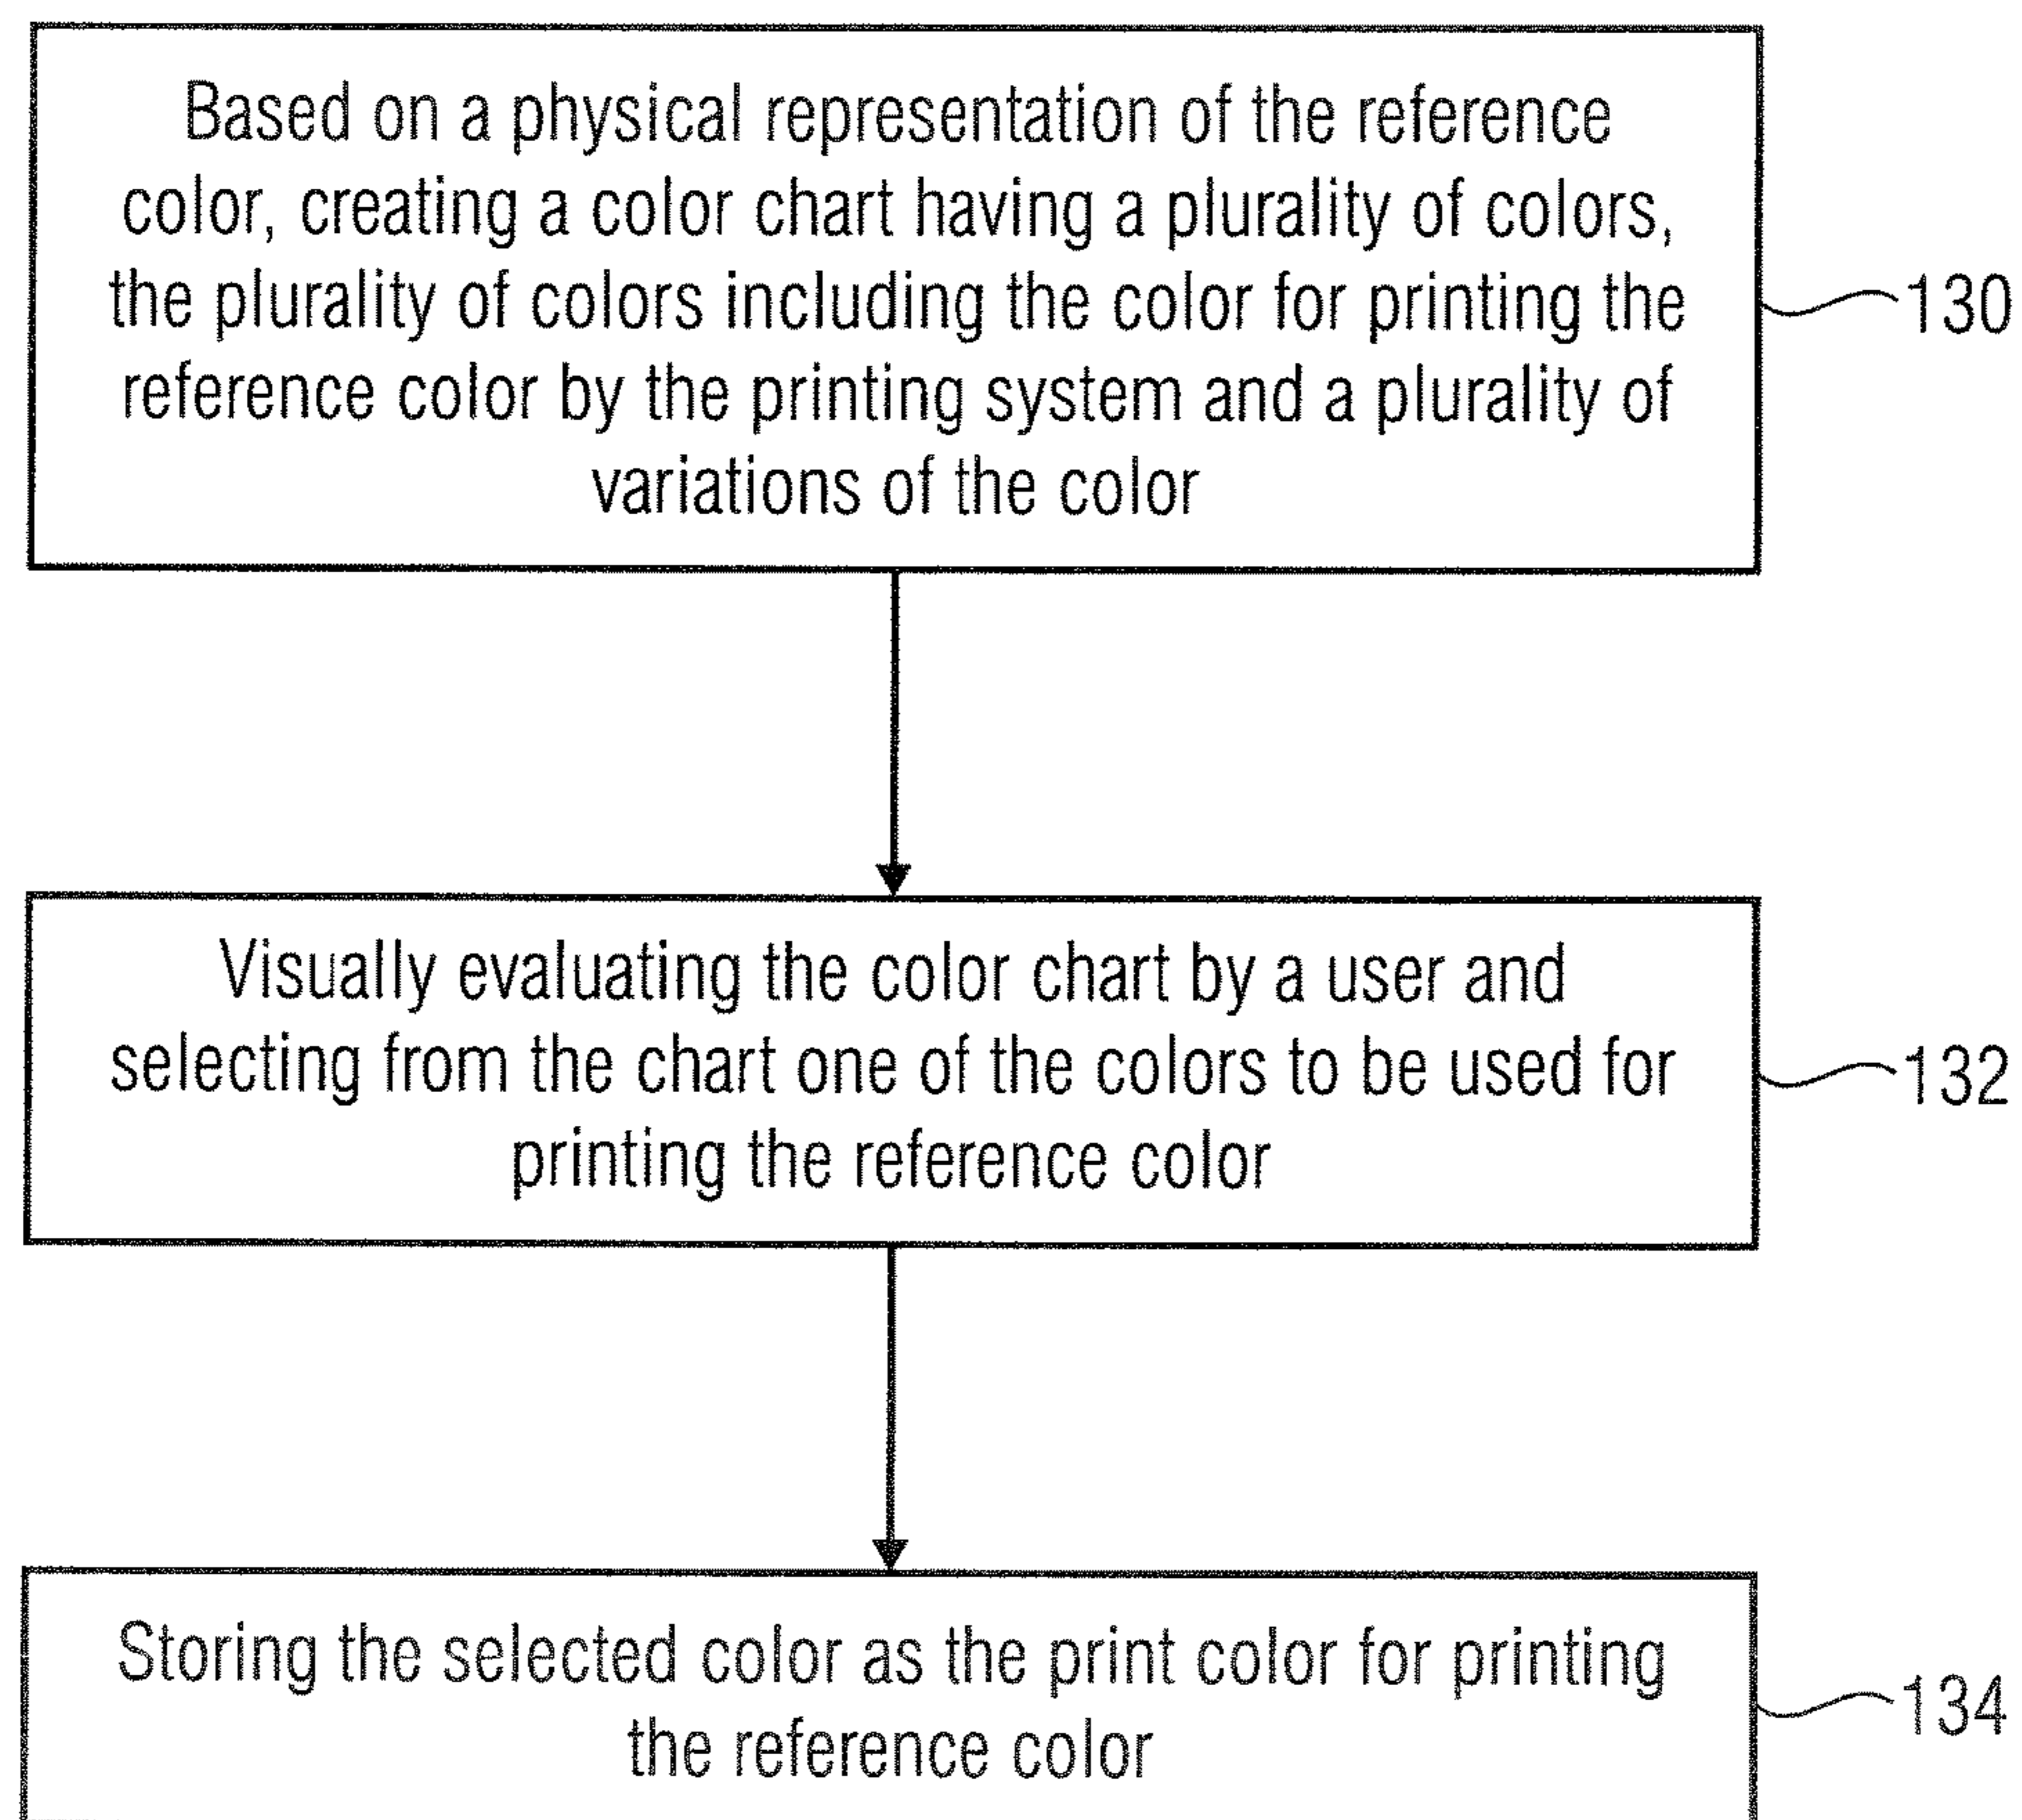 Based on a physical representation of the reference
color, creating a color chart having a plurality of colors,
the plurality of colors including the color for printing the
reference color by the printing system and a plurality of
variations of the color
130
Visually evaluating the color chart by a user and
selecting from the chart one of the colors to be used for
printing the reference color
132
Storing the selected color as the print color for printing
the reference color
134